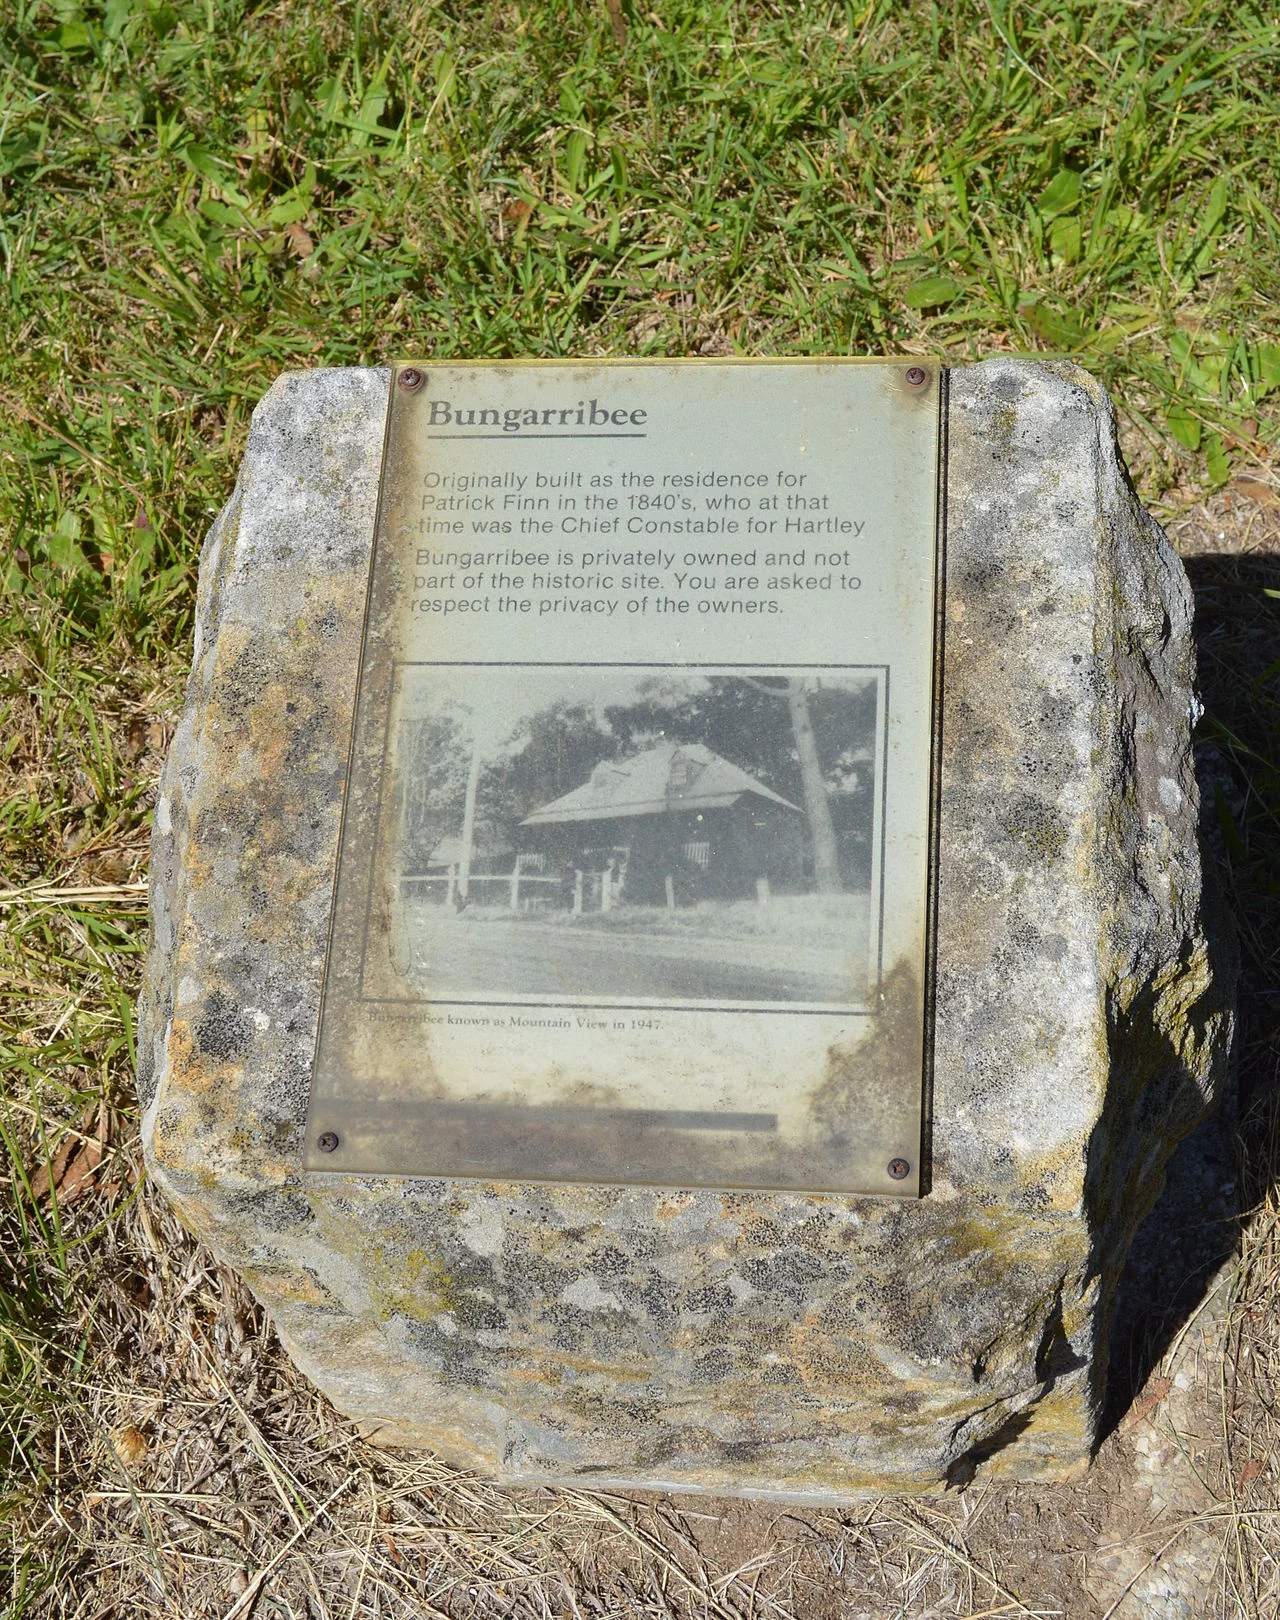 Bungarribee
Originally built as the residence for
Patrick Finn in the 1840's, who at that
time was the Chief Constable for Hartley
Bungarribee is privately owned and not
part of the historic site. You are asked to
respect the privacy of the owners.
Bungarribee known as Mountain View in 1947.